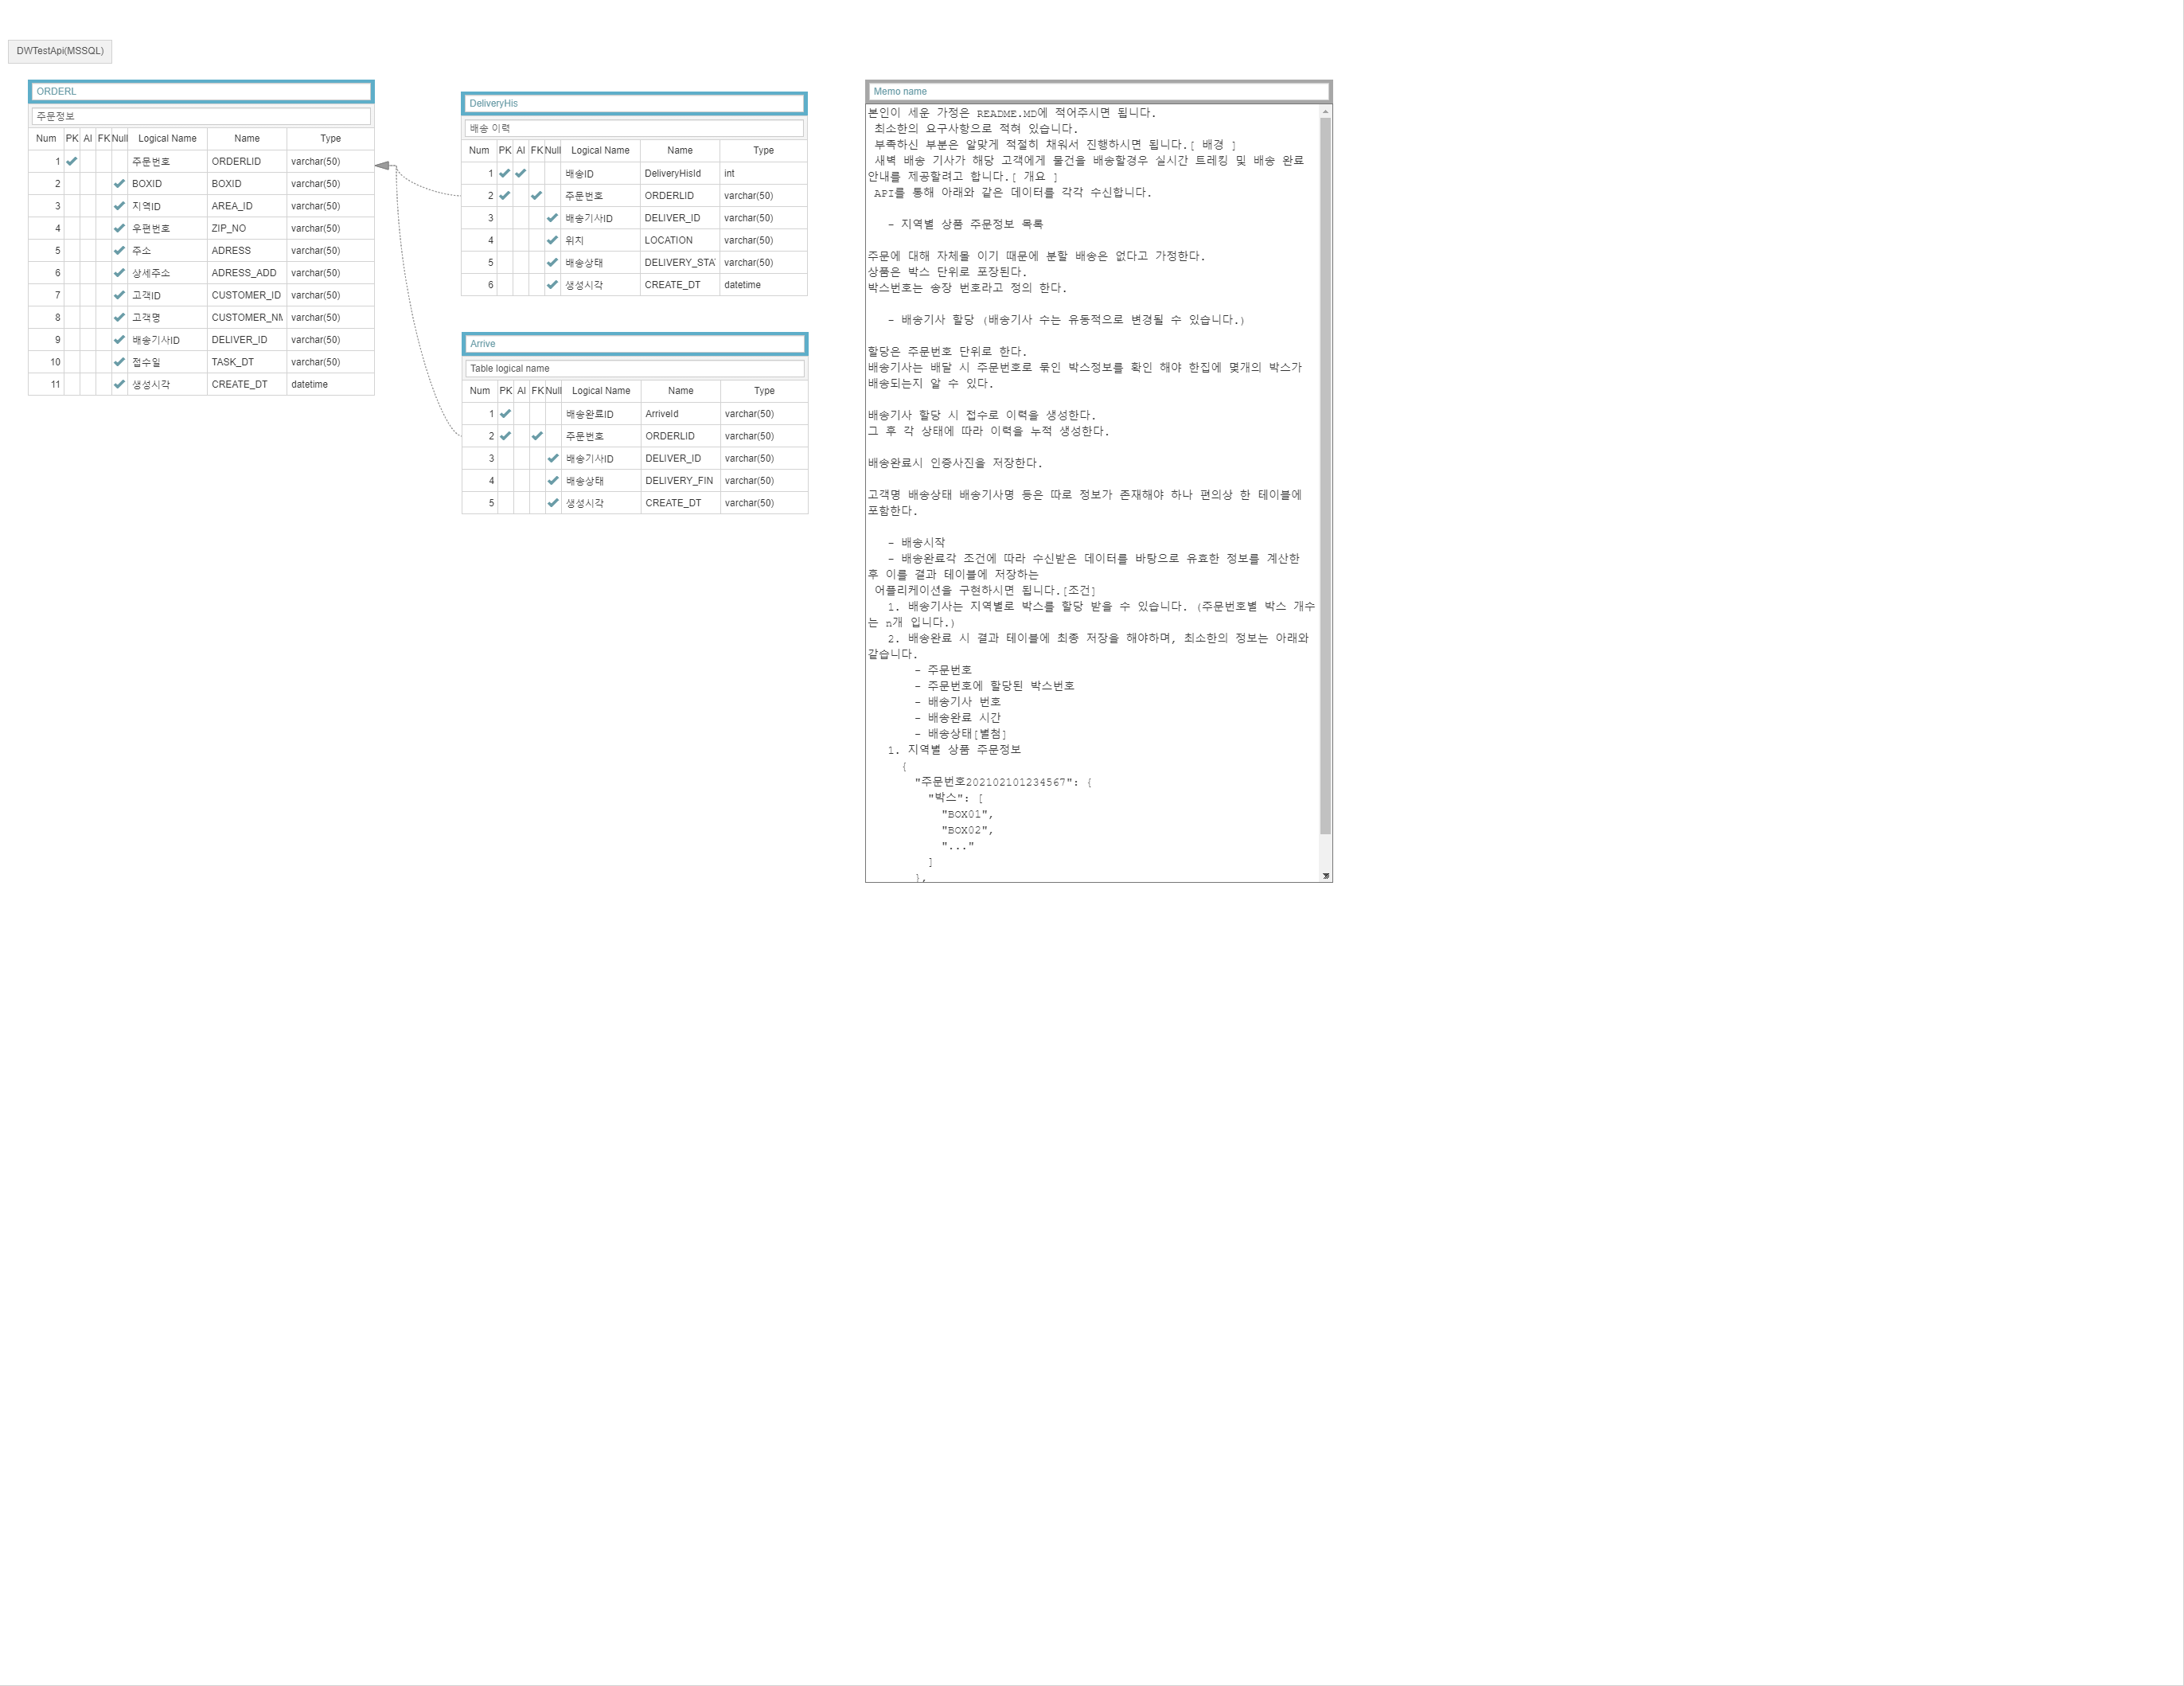 DWTestApi(MSSQL)
ORDERL
주문정보
Num PK AI FK Null Logical Name Name Type
1 주문번호 ORDERLID varchar(50)
2 BOXID BOXID varchar(50)
3 지역ID AREA_ID varchar(50)
4 우편번호 ZIP_NO varchar(50)
5 주소 ADRESS varchar(50)
6 상세주소 ADRESS_ADD varchar(50)
7 고객ID CUSTOMER_ID varchar(50)
8 고객명 CUSTOMER_NM varchar(50)
9 배송기사ID DELIVER_ID varchar(50)
10 접수일 TASK_DT varchar(50)
11 생성시각 CREATE_DT datetime
DeliveryHis
배송 이력
Num PK AI FK Null Logical Name Name Type
1 배송ID DeliveryHisId int
2 주문번호 ORDERLID varchar(50)
3 배송기사ID DELIVER_ID varchar(50)
4 위치 LOCATION varchar(50)
5 배송상태 DELIVERY_STA varchar(50)
6 생성시각 CREATE_DT datetime
Arrive
Table logical name
Num PK AI FK Null Logical Name Name Type
1 배송완료ID ArriveId varchar(50)
2 주문번호 ORDERLID varchar(50)
3 배송기사ID DELIVER_ID varchar(50)
4 배송상태 DELIVERY_FIN varchar(50)
5 생성시각 CREATE_DT varchar(50)
Memo name
본인이 세운 가정은 README.MD에 적어주시면 됩니다.
최소한의 요구사항으로 적혀 있습니다.
부족하신 부분은 알맞게 적절히 채워서 진행하시면 됩니다.[ 배경 ]
새벽 배송 기사가 해당 고객에게 물건을 배송할경우 실시간 트레킹 및 배송 완료
안내를 제공할려고 합니다.[ 개요 ]
API를 통해 아래와 같은 데이터를 각각 수신합니다.
- 지역별 상품 주문정보 목록
주문에 대해 자체물 이기 때문에 분할 배송은 없다고 가정한다.
상품은 박스 단위로 포장된다.
박스번호는 송장 번호라고 정의 한다.
- 배송기사 할당 (배송기사 수는 유동적으로 변경될 수 있습니다.)
할당은 주문번호 단위로 한다.
배송기사는 배달 시 주문번호로 묶인 박스정보를 확인 해야 한집에 몇개의 박스가
배송되는지 알 수 있다.
배송기사 할당 시 접수로 이력을 생성한다.
그 후 각 상태에 따라 이력을 누적 생성한다.
배송완료시 인증사진을 저장한다.
고객명 배송상태 배송기사명 등은 따로 정보가 존재해야 하나 편의상 한 테이블에
포함한다.
- 배송시작
- 배송완료각 조건에 따라 수신받은 데이터를 바탕으로 유효한 정보를 계산한
후 이를 결과 테이블에 저장하는
어플리케이션을 구현하시면 됩니다.[조건]
1. 배송기사는 지역별로 박스를 할당 받을 수 있습니다. (주문번호별 박스 개수
는 n개 입니다.)
2. 배송완료 시 결과 테이블에 최종 저장을 해야하며, 최소한의 정보는 아래와
같습니다.
- 주문번호
- 주문번호에 할당된 박스번호
- 배송기사 번호
- 배송완료 시간
- 배송상태[별첨]
1. 지역별 상품 주문정보
{
"주문번호202102101234567": {
"박스": [
"BOX01",
"BOX02",
"..."
]
},